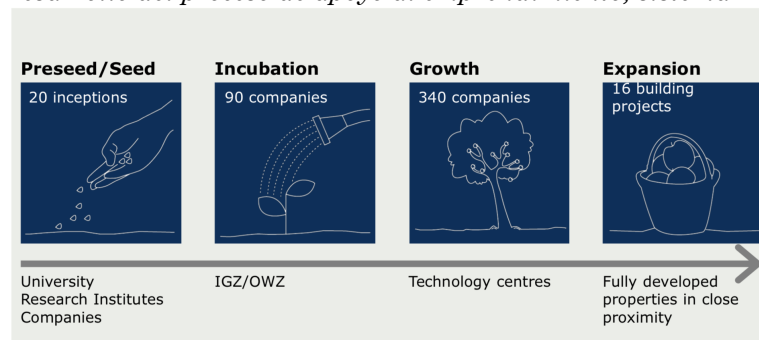 Preseed/Seed
Incubation
Growth
Expansion
20 inceptions
90 companies
340 companies
16 building
projects
University
Research Institutes
Companies
IGZ/OWZ
Technology centres
Fully developed
properties in close
proximity